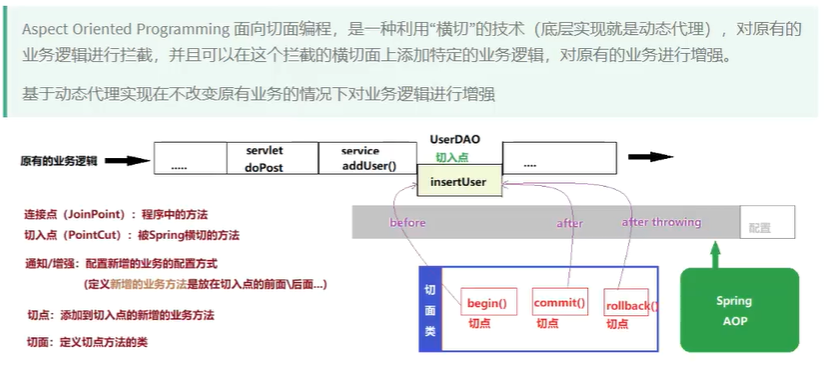 Aspect Oriented Programming 面向切面编程，是一种利用“横切”的技术（底层实现就是动态代理），对原有的
业务逻辑进行拦截，并且可以在这个拦截的横切面上添加特定的业务逻辑，对原有的业务进行增强。
基于动态代理实现在不改变原有业务的情况下对业务逻辑进行增强
原有的业务逻辑
.....
servlet
doPost
service
addUser()
UserDAO
切入点
insertUser
....
连接点（JoinPoint）：程序中的方法
切入点（PointCut）：被Spring横切的方法
通知/增强：配置新增的业务的配置方式
(定义新增的业务方法是放在切入点的前面\后面...)
切点：添加到切入点的新增的业务方法
切面：定义切点方法的类
before
after
after throwing
配置
切面类
begin()
切点
commit()
切点
rollback()
切点
Spring
AOP